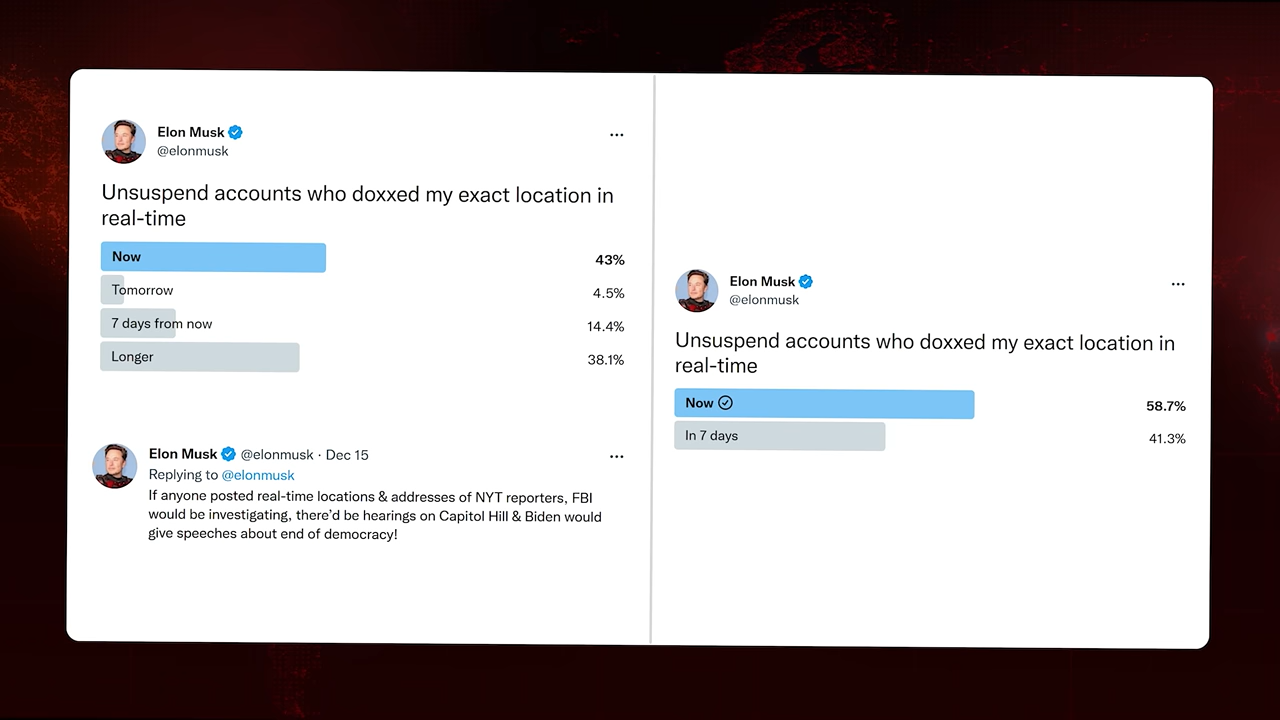 Elon Musk
@elonmusk
...
Unsuspend accounts who doxxed my exact location in
real-time
Now 43%
Tomorrow 4.5%
7 days from now 14.4%
Longer 38.1%
Elon Musk @elonmusk · Dec 15
...
Replying to @elonmusk
If anyone posted real-time locations & addresses of NYT reporters, FBI
would be investigating, there'd be hearings on Capitol Hill & Biden would
give speeches about end of democracy!
Elon Musk
@elonmusk
...
Unsuspend accounts who doxxed my exact location in
real-time
Now 58.7%
In 7 days 41.3%